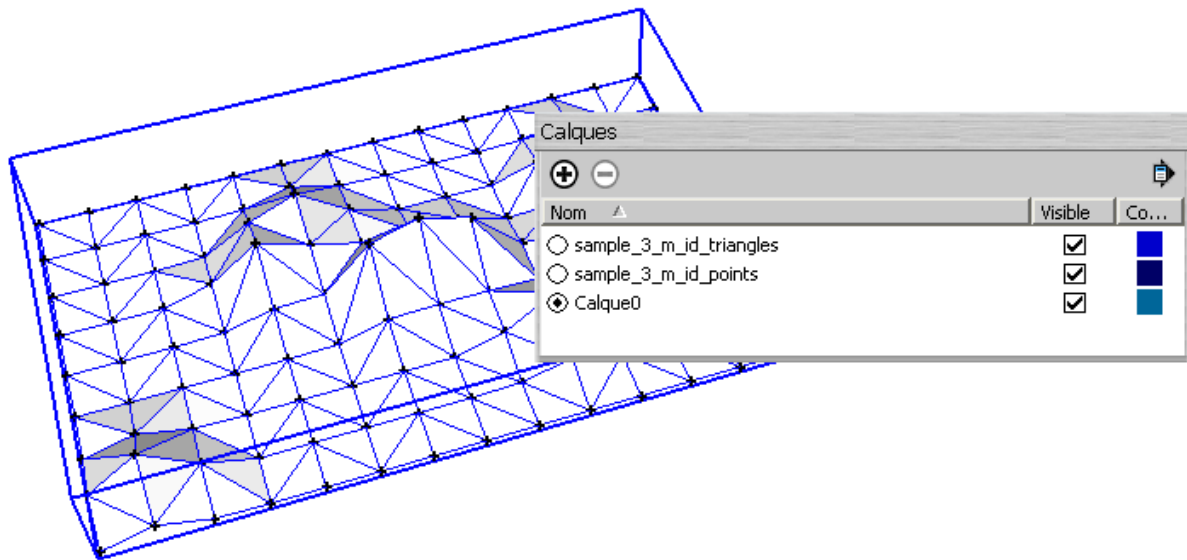 Calques
Nom Visible Co...
sample_3_m_id_triangles
sample_3_m_id_points
Calque0